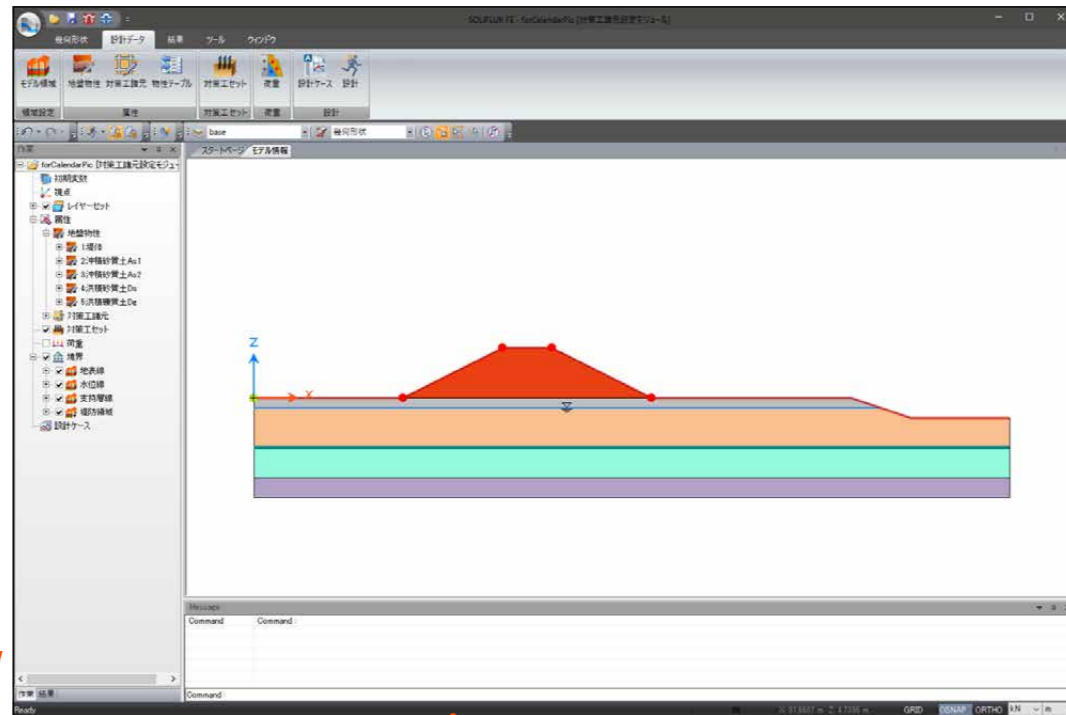 SOLIFLUK FE - forCalendarPic [対策工諸元設定モジュール]
幾何形状 設計データ 結果 ツール ウィンドウ
モデル領域 地盤物性 対策工諸元 物性テーブル 対策工セット 荷重 設計ケース 設計
領域設定 属性 対策工セット 荷重 設計
base 幾何形状
作業
スタートページ モデル情報
forCalendarPic [対策工諸元設定モジュー
初期変数
視点
レイヤーセット
属性
地盤物性
1:堤体
2:沖積砂質土As1
3:沖積砂質土As2
4:洪積砂質土Ds
5:洪積礫質土Dg
対策工諸元
対策工セット
荷重
境界
地表線
水位線
支持層線
堤防領域
設計ケース
Z
X
Message
Command Command :
作業 結果
Command
Ready
GRID OSNAP ORTHO kN m